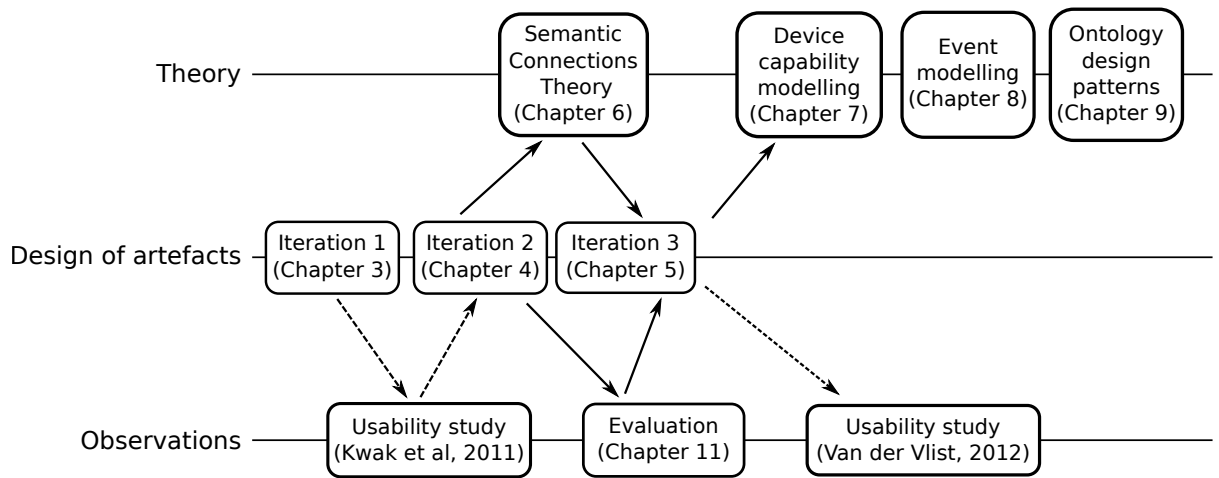 Theory
Semantic
Connections
Theory
(Chapter 6)
Device
capability
modelling
(Chapter 7)
Event
modelling
(Chapter 8)
Ontology
design
patterns
(Chapter 9)
Design of artefacts
Iteration 1
(Chapter 3)
Iteration 2
(Chapter 4)
Iteration 3
(Chapter 5)
Observations
Usability study
(Kwak et al, 2011)
Evaluation
(Chapter 11)
Usability study
(Van der Vlist, 2012)